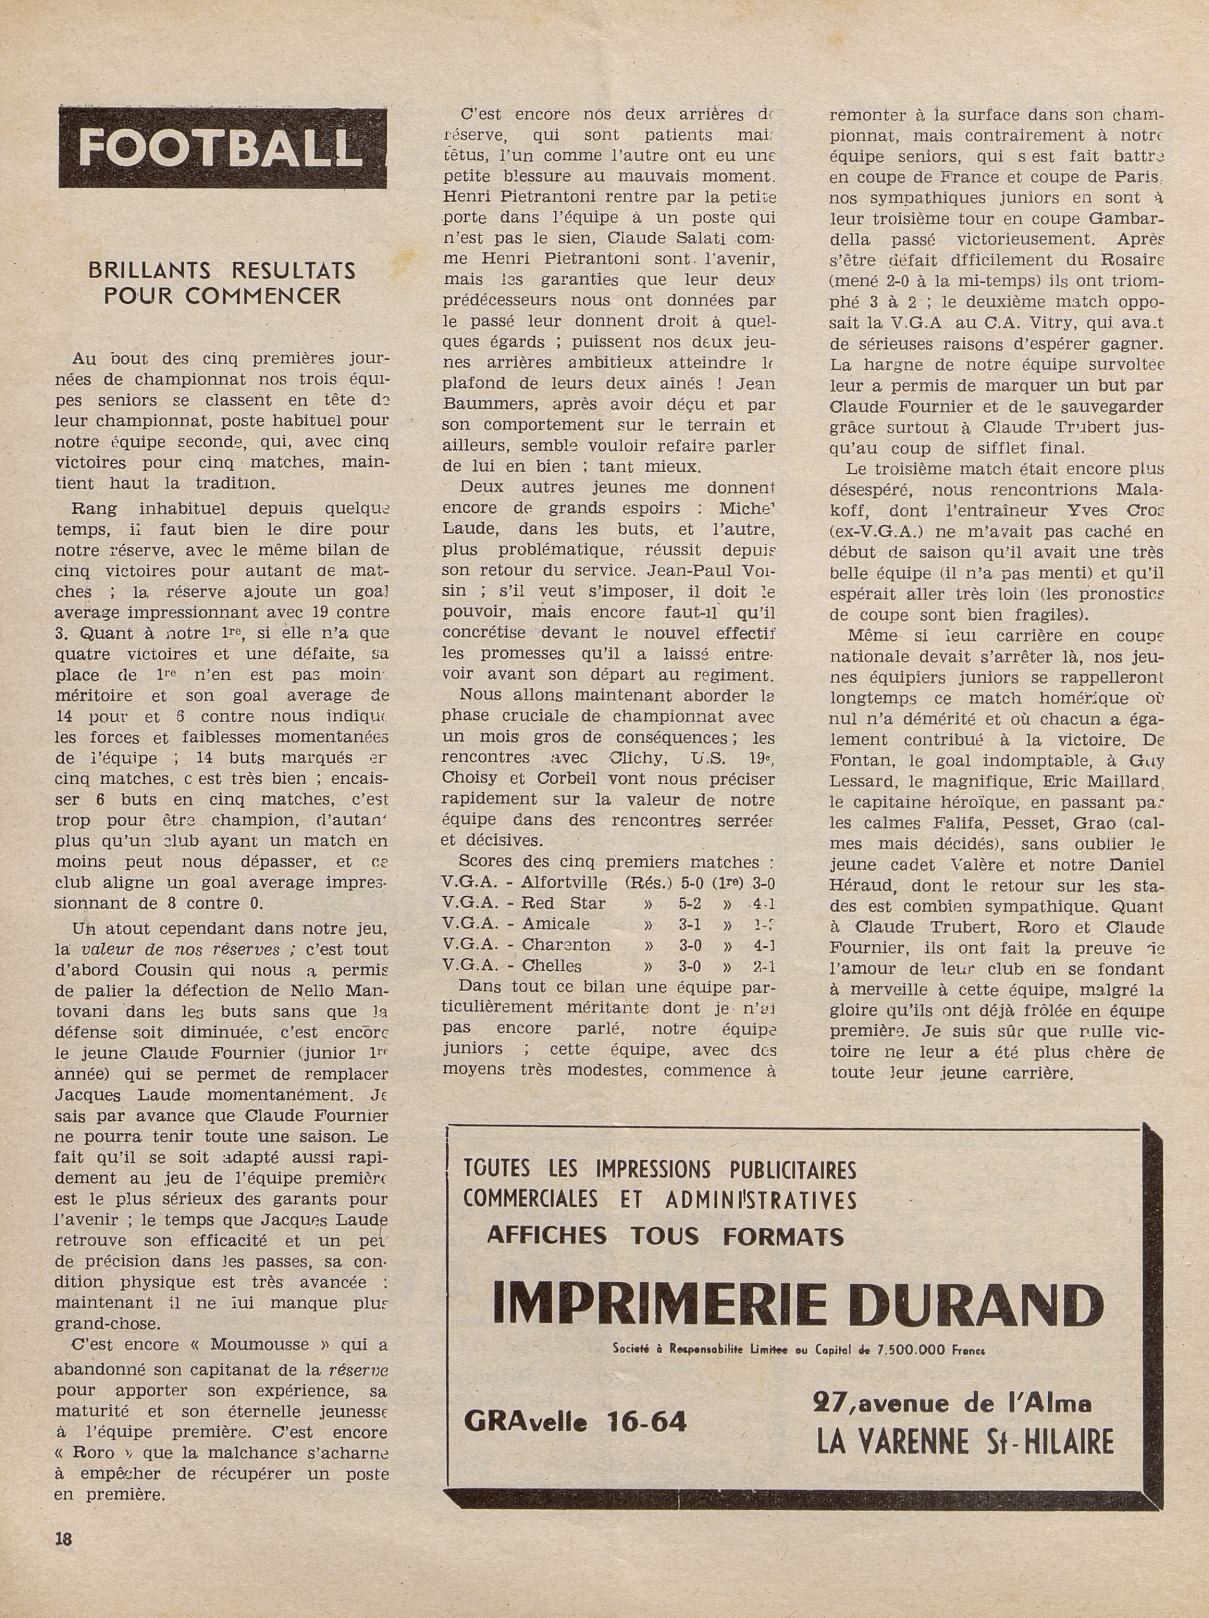 FOOTBALL
BRILLANTS RESULTATS
POUR COMMENCER
Au bout des cinq premières jour-
nées de championnat nos trois équi-
pes seniors se classent en tête de
leur championnat, poste habituel pour
notre équipe seconde, qui, avec cinq
victoires pour cinq matches, main-
tient haut la tradition.
Rang inhabituel depuis quelque
temps, il faut bien le dire pour
notre réserve, avec le même bilan de
cinq victoires pour autant de mat-
ches ; la réserve ajoute un goal
average impressionnant avec 19 contre
3. Quant à notre 1re, si elle n'a que
quatre victoires et une défaite, sa
place de 1re n'en est pas moin
méritoire et son goal average de
14 pour et 6 contre nous indique
les forces et faiblesses momentanées
de l'équipe ; 14 buts marqués en
cinq matches, c'est très bien ; encais-
ser 6 buts en cinq matches, c'est
trop pour être champion, d'autant
plus qu'un club ayant un match en
moins peut nous dépasser, et ce
club aligne un goal average impres-
sionnant de 8 contre 0.
Un atout cependant dans notre jeu,
la valeur de nos réserves ; c'est tout
d'abord Cousin qui nous a permis
de palier la défection de Nello Man-
tovani dans les buts sans que la
défense soit diminuée, c'est encore
le jeune Claude Fournier (junior 1re
année) qui se permet de remplacer
Jacques Laude momentanément. Je
sais par avance que Claude Fournier
ne pourra tenir toute une saison. Le
fait qu'il se soit adapté aussi rapi-
dement au jeu de l'équipe première
est le plus sérieux des garants pour
l'avenir ; le temps que Jacques Laude
retrouve son efficacité et un peu
de précision dans les passes, sa con-
dition physique est très avancée :
maintenant il ne lui manque plus
grand-chose.
C'est encore « Moumousse » qui a
abandonné son capitanat de la réserve
pour apporter son expérience, sa
maturité et son éternelle jeunesse
à l'équipe première. C'est encore
« Roro » que la malchance s'acharne
à empêcher de récupérer un poste
en première.
18
C'est encore nos deux arrières de
réserve, qui sont patients mais
têtus, l'un comme l'autre ont eu une
petite blessure au mauvais moment.
Henri Pietrantoni rentre par la petite
porte dans l'équipe à un poste qui
n'est pas le sien, Claude Salati com-
me Henri Pietrantoni sont l'avenir,
mais les garanties que leur deux
prédécesseurs nous ont données par
le passé leur donnent droit à quel-
ques égards ; puissent nos deux jeu-
nes arrières ambitieux atteindre le
plafond de leurs deux ainés ! Jean
Baummers, après avoir déçu et par
son comportement sur le terrain et
ailleurs, semble vouloir refaire parler
de lui en bien ; tant mieux.
Deux autres jeunes me donnent
encore de grands espoirs : Michel
Laude, dans les buts, et l'autre,
plus problématique, réussit depuis
son retour du service. Jean-Paul Voi-
sin ; s'il veut s'imposer, il doit le
pouvoir, mais encore faut-il qu'il
concrétise devant le nouvel effectif
les promesses qu'il a laissé entre-
voir avant son départ au regiment.
Nous allons maintenant aborder la
phase cruciale de championnat avec
un mois gros de conséquences ; les
rencontres avec Clichy, U.S. 19e,
Choisy et Corbeil vont nous préciser
rapidement sur la valeur de notre
équipe dans des rencontres serrées
et décisives.
Scores des cinq premiers matches :
V.G.A. - Alfortville (Rés.) 5-0 (1re) 3-0
V.G.A. - Red Star » 5-2 » 4-1
V.G.A. - Amicale » 3-1 »
V.G.A. - Charenton » 3-0 » 4-1
V.G.A. - Chelles » 3-0 » 2-1
Dans tout ce bilan une équipe par-
ticulièrement méritante dont je n'ai
pas encore parlé, notre équipe
juniors ; cette équipe, avec des
moyens très modestes, commence à
remonter à la surface dans son cham-
pionnat, mais contrairement à notre
équipe seniors, qui s est fait battre
en coupe de France et coupe de Paris,
nos sympathiques juniors en sont à
leur troisième tour en coupe Gambar-
della passé victorieusement. Après
s'être défait dfficilement du Rosaire
(mené 2-0 à la mi-temps) ils ont triom-
phé 3 à 2 ; le deuxième match oppo-
sait la V.G.A au C.A. Vitry, qui avait
de sérieuses raisons d'espérer gagner.
La hargne de notre équipe survoltee
leur a permis de marquer un but par
Claude Fournier et de le sauvegarder
grâce surtout à Claude Trubert jus-
qu'au coup de sifflet final.
Le troisième match était encore plus
désespéré, nous rencontrions Mala-
koff, dont l'entraîneur Yves Cros
(ex-V.G.A.) ne m'avait pas caché en
début de saison qu'il avait une très
belle équipe (il n'a pas menti) et qu'il
espérait aller très loin (les pronostics
de coupe sont bien fragiles).
Même si leur carrière en coupe
nationale devait s'arrêter là, nos jeu-
nes équipiers juniors se rappelleront
longtemps ce match homérique où
nul n'a démérité et où chacun a éga-
lement contribué à la victoire. De
Fontan, le goal indomptable, à Guy
Lessard, le magnifique, Eric Maillard,
le capitaine héroïque, en passant par
les calmes Falifa, Pesset, Grao (cal-
mes mais décidés), sans oublier le
jeune cadet Valère et notre Daniel
Héraud, dont le retour sur les sta-
des est combien sympathique. Quant
à Claude Trubert, Roro et Claude
Fournier, ils ont fait la preuve de
l'amour de leur club en se fondant
à merveille à cette équipe, malgré la
gloire qu'ils ont déjà frôlée en équipe
première. Je suis sûr que nulle vic-
toire ne leur a été plus chère de
toute leur jeune carrière.
TOUTES LES IMPRESSIONS PUBLICITAIRES
COMMERCIALES ET ADMINISTRATIVES
AFFICHES TOUS FORMATS
IMPRIMERIE DURAND
Société à Responsabilite Limitee au Capital de 7.500.000 Francs
GRAvelle 16-64
27, avenue de l'Alma
LA VARENNE St-HILAIRE